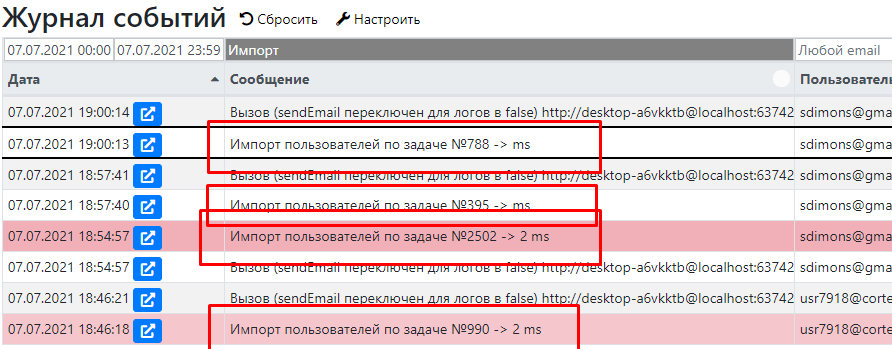 Журнал событий Сбросить Настроить
07.07.2021 00:00 07.07.2021 23:59 Импорт Любой email
Дата Сообщение Пользовател
07.07.2021 19:00:14 Вызов (sendEmail переключен для логов в false) http://desktop-a6vkktb@localhost:63742 sdimons@gma
07.07.2021 19:00:13 Импорт пользователей по задаче №788 -> ms sdimons@gma
07.07.2021 18:57:41 Вызов (sendEmail переключен для логов в false) http://desktop-a6vkktb@localhost:63742 sdimons@gma
07.07.2021 18:57:40 Импорт пользователей по задаче №395 -> ms sdimons@gma
07.07.2021 18:54:57 Импорт пользователей по задаче №2502 -> 2 ms sdimons@gma
07.07.2021 18:54:57 Вызов (sendEmail переключен для логов в false) http://desktop-a6vkktb@localhost:63742 sdimons@gma
07.07.2021 18:46:21 Вызов (sendEmail переключен для логов в false) http://desktop-a6vkktb@localhost:63742 usr7918@corte
07.07.2021 18:46:18 Импорт пользователей по задаче №990 -> 2 ms usr7918@corte